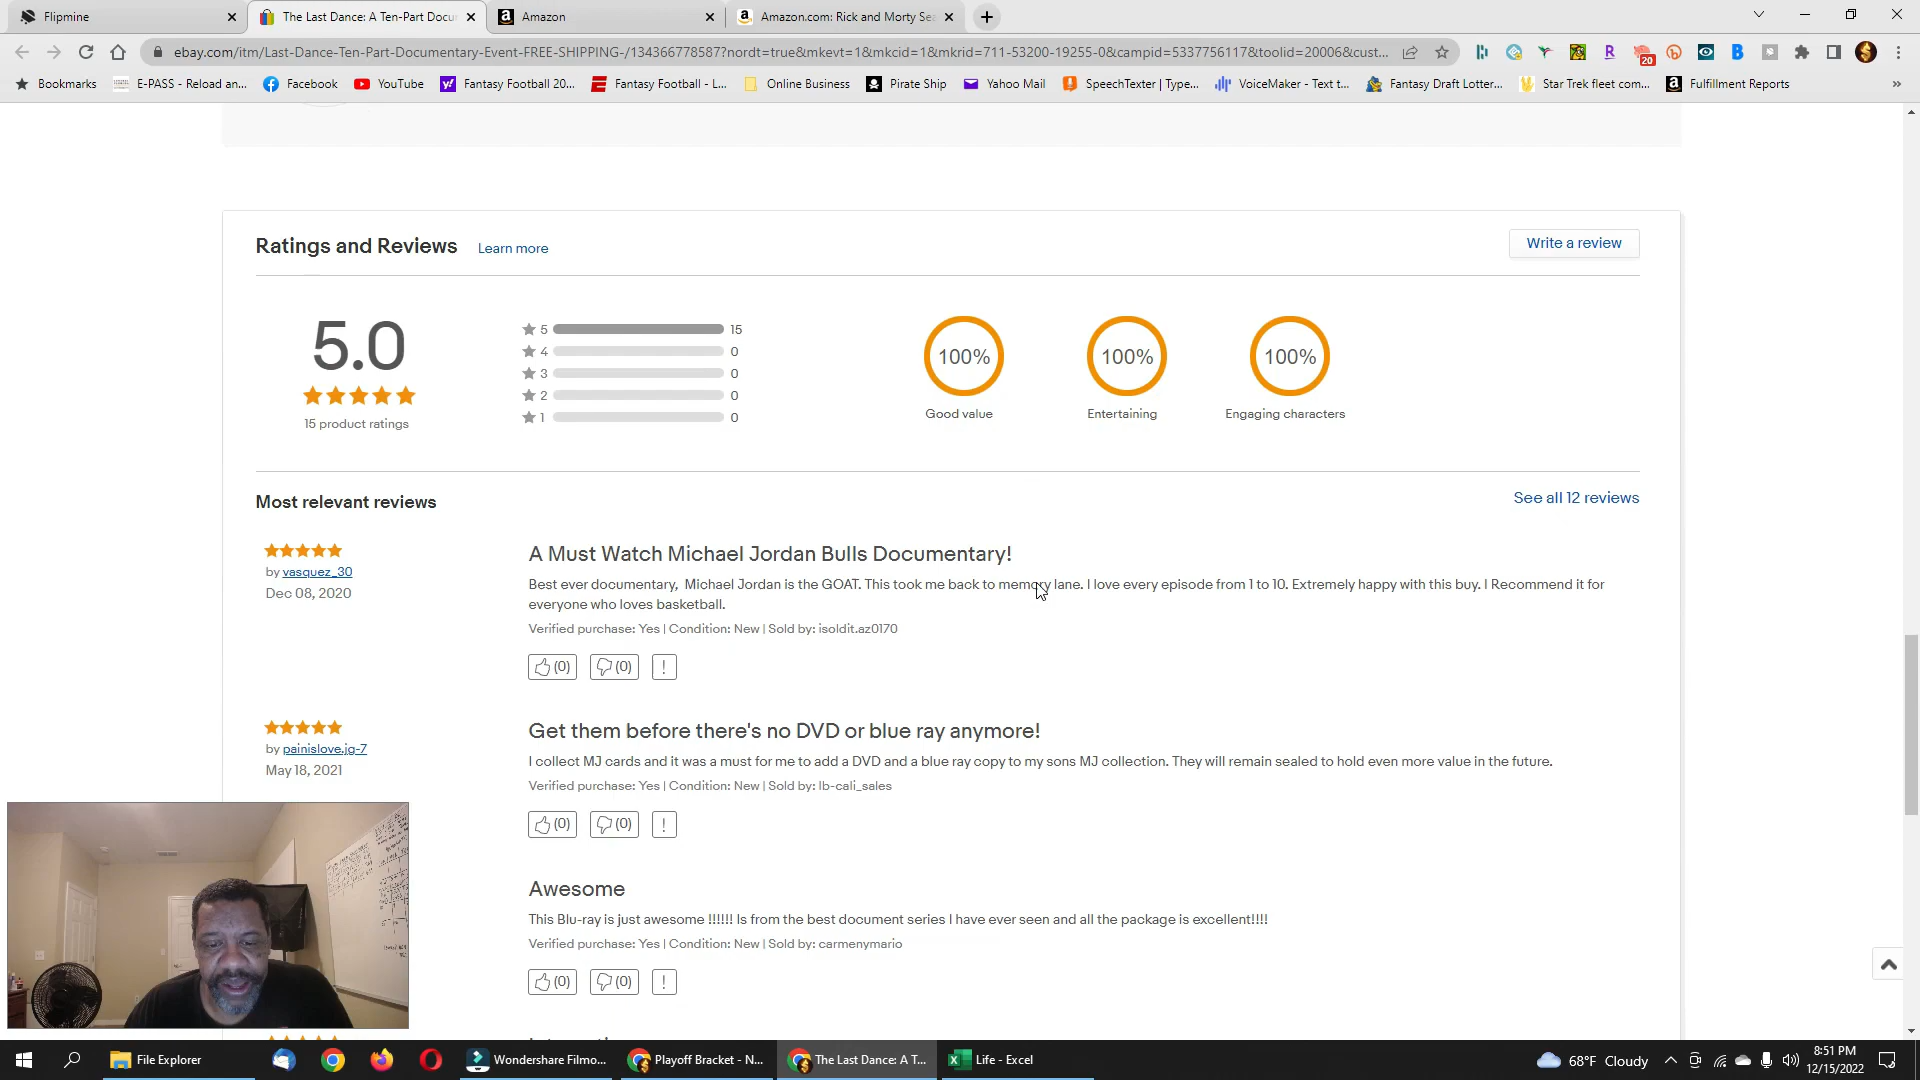 Flipmine
The Last Dance: A Ten-Part Docu
Amazon
Amazon.com: Rick and Morty Se
ebay.com/itm/Last-Dance-Ten-Part-Documentary-Event-FREE-SHIPPING-/134366778587?nordt=true&mkevt=1&mkcid=1&mkrid=711-53200-19255-0&campid=5337756117&toolid=20006&cust...
20
Bookmarks
E-PASS - Reload an...
Facebook
YouTube
Fantasy Football 20...
Fantasy Football - L...
Online Business
Pirate Ship
Yahoo Mail
SpeechTexter | Type...
VoiceMaker - Text t...
Fantasy Draft Lotter...
Star Trek fleet com...
Fulfillment Reports
»
Ratings and Reviews
Learn more
Write a review
5.0
15 product ratings
5 15
4 0
3 0
2 0
1 0
100%
Good value
100%
Entertaining
100%
Engaging characters
Most relevant reviews
See all 12 reviews
by vasquez_30
Dec 08, 2020
A Must Watch Michael Jordan Bulls Documentary!
Best ever documentary, Michael Jordan is the GOAT. This took me back to memory lane. I love every episode from 1 to 10. Extremely happy with this buy. I Recommend it for
everyone who loves basketball.
Verified purchase: Yes | Condition: New | Sold by: isoldit.az0170
(0) (0) !
by painislove.jg-7
May 18, 2021
Get them before there's no DVD or blue ray anymore!
I collect MJ cards and it was a must for me to add a DVD and a blue ray copy to my sons MJ collection. They will remain sealed to hold even more value in the future.
Verified purchase: Yes | Condition: New | Sold by: lb-cali_sales
(0) (0) !
Awesome
This Blu-ray is just awesome !!!!!! Is from the best document series I have ever seen and all the package is excellent!!!!
Verified purchase: Yes | Condition: New | Sold by: carmenymario
(0) (0) !
File Explorer
Wondershare Filmo...
Playoff Bracket - N...
The Last Dance: A T...
Life - Excel
68°F Cloudy
8:51 PM
12/15/2022